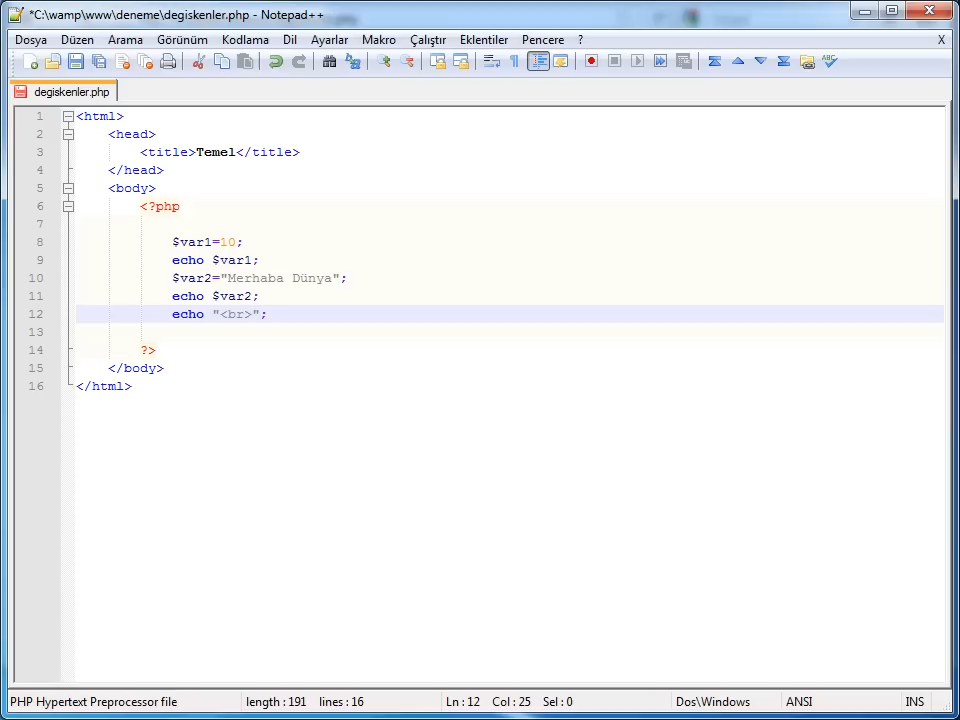 *C:\wamp\www\deneme\degiskenler.php - Notepad++
Dosya Düzen Arama Görünüm Kodlama Dil Ayarlar Makro Çalıştır Eklentiler Pencere ? X
degiskenler.php
1 <html>
2 <head>
3 <title>Temel</title>
4 </head>
5 <body>
6 <?php
7
8 $var1=10;
9 echo $var1;
10 $var2="Merhaba Dünya";
11 echo $var2;
12 echo "<br>";
13
14 ?>
15 </body>
16 </html>
PHP Hypertext Preprocessor file length : 191 lines : 16 Ln : 12 Col : 25 Sel : 0 Dos\Windows ANSI INS